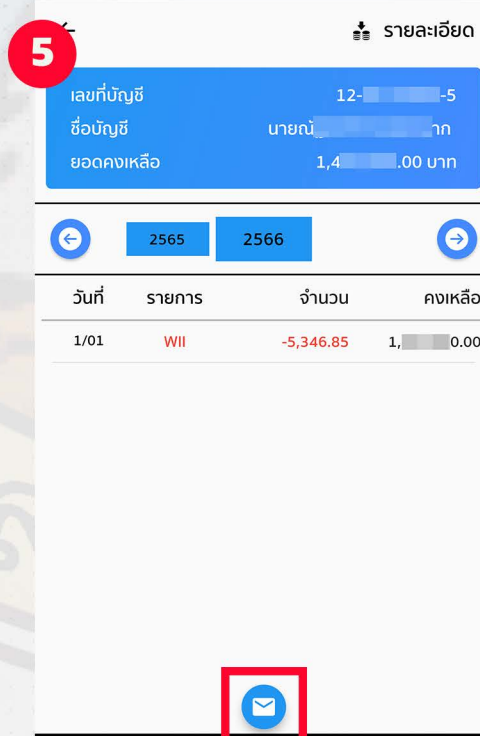 5
รายละเอียด
เลขที่บัญชี 12- -5
ชื่อบัญชี นายณั
ยอดคงเหลือ 1,4 .00 บาท
2565 2566
วันที่ รายการ จำนวน คงเหลือ
1/01 WII -5,346.85 1, 0.00